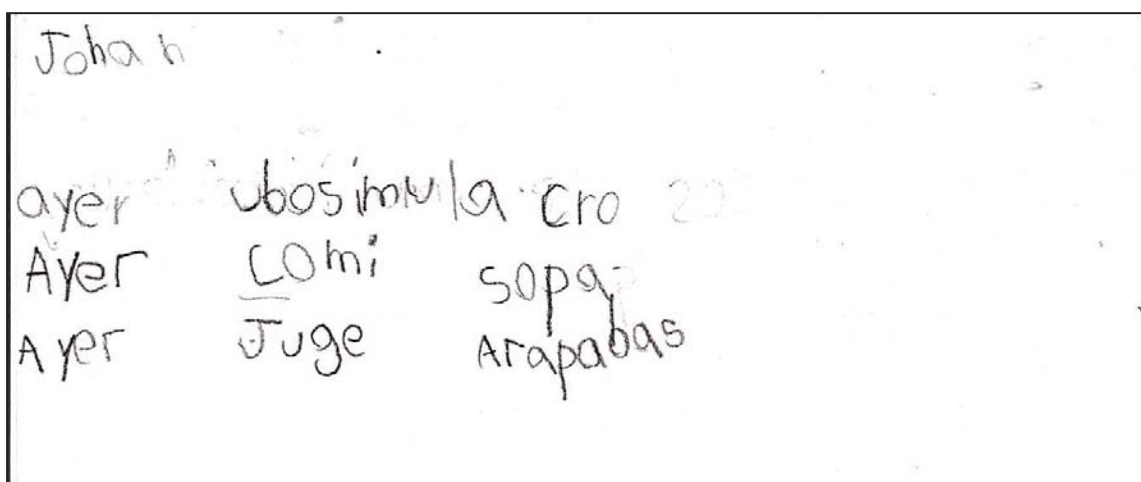 Johan
ayer ubosimula cro
Ayer comi sopa
Ayer Juge Arapabas